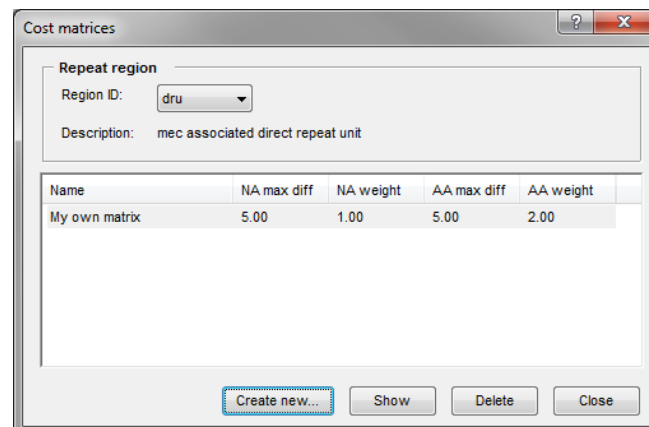 Cost matrices
?
X
Repeat region
Region ID: dru
Description: mec associated direct repeat unit
Name NA max diff NA weight AA max diff AA weight
My own matrix 5.00 1.00 5.00 2.00
Create new... Show Delete Close